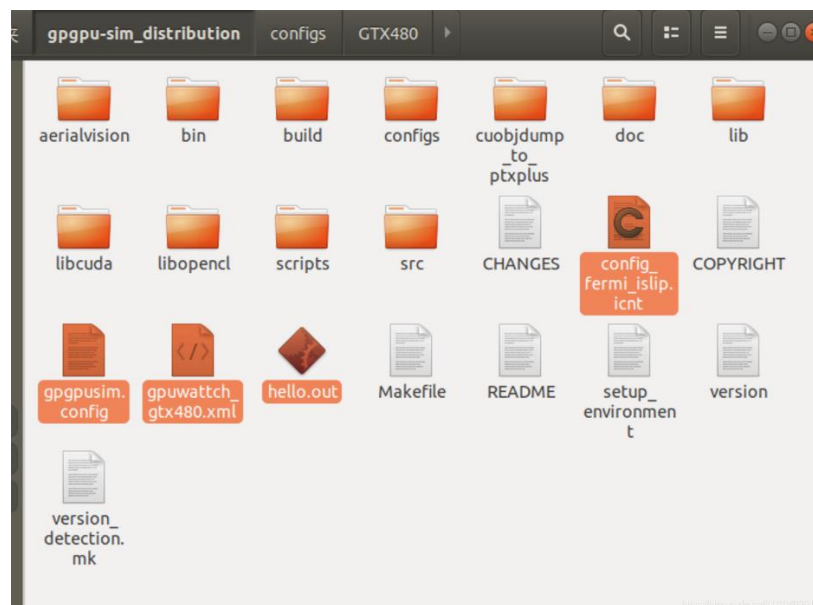 gpgpu-sim_distribution configs GTX480
aerialvision bin build configs cuobjdump
_to_
ptxplus doc lib
libcuda libopencl scripts src CHANGES config_
fermi_islip.
icnt COPYRIGHT
gpgpusim.
config gpuwattch_
gtx480.xml hello.out Makefile README setup_
environmen
t version
version_
detection.
mk